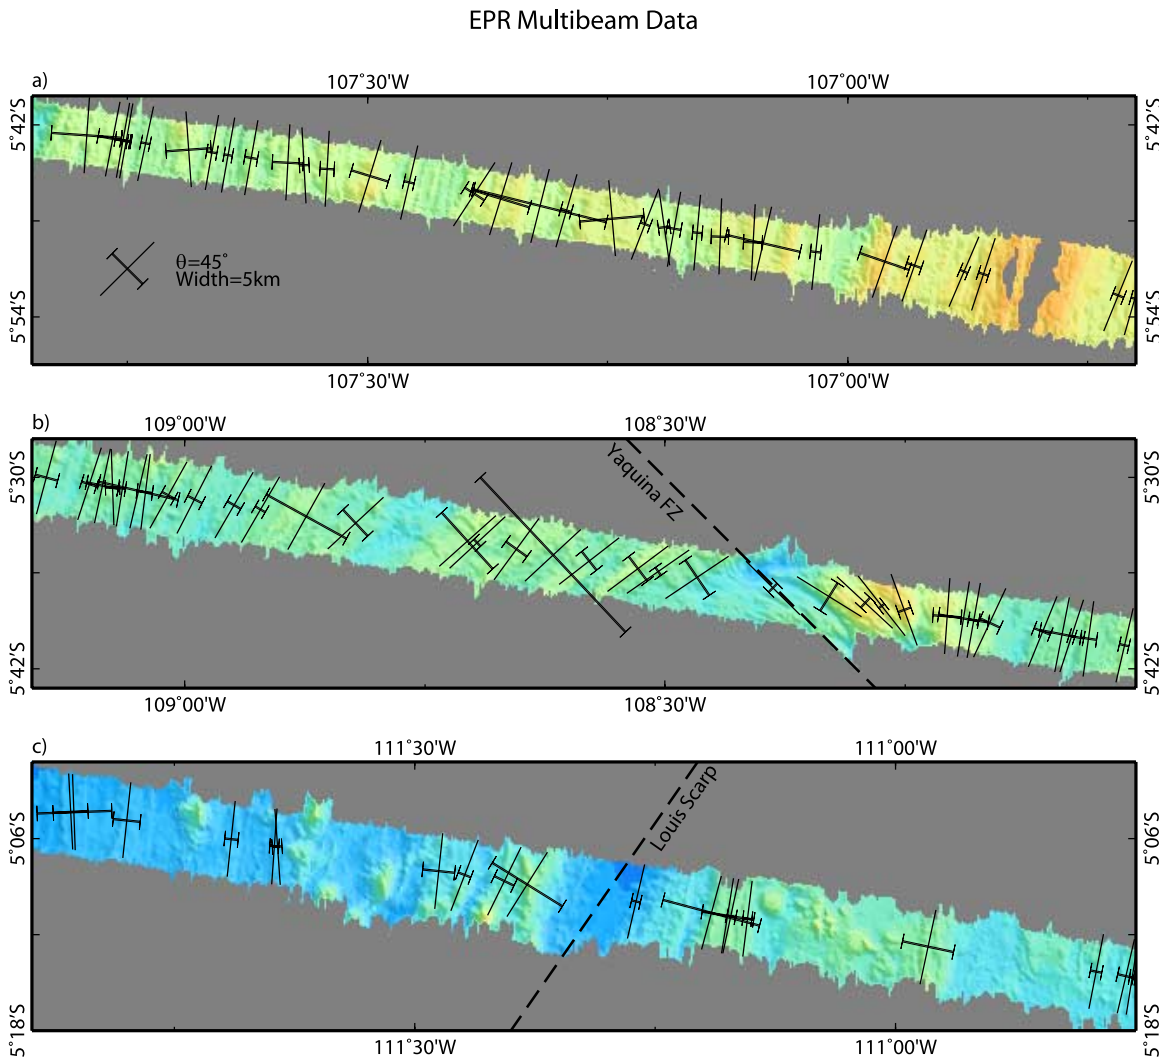 EPR Multibeam Data
a)
107˚30'W
107˚00'W
5˚42'S
5˚42'S
θ=45˚
Width=5km
5˚54'S
5˚54'S
107˚30'W
107˚00'W
b)
109˚00'W
108˚30'W
5˚30'S
5˚30'S
Yaquina FZ
5˚42'S
5˚42'S
109˚00'W
108˚30'W
c)
111˚30'W
111˚00'W
Louis Scarp
5˚06'S
5˚06'S
5˚18'S
5˚18'S
111˚30'W
111˚00'W